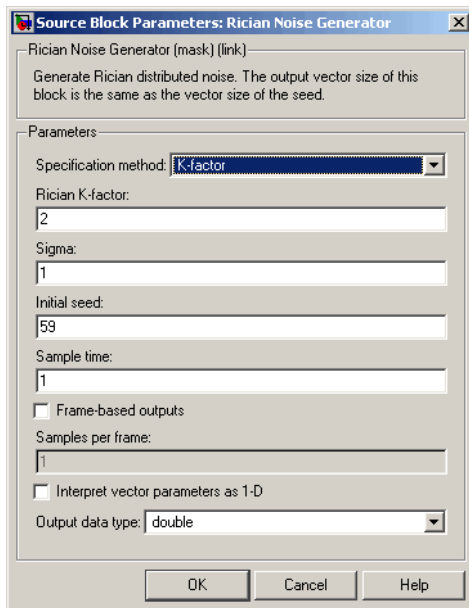 Source Block Parameters: Rician Noise Generator
Rician Noise Generator (mask) (link)
Generate Rician distributed noise. The output vector size of this
block is the same as the vector size of the seed.
Parameters
Specification method: K-factor
Rician K-factor:
2
Sigma:
1
Initial seed:
59
Sample time:
1
Frame-based outputs
Samples per frame:
1
Interpret vector parameters as 1-D
Output data type: double
OK Cancel Help